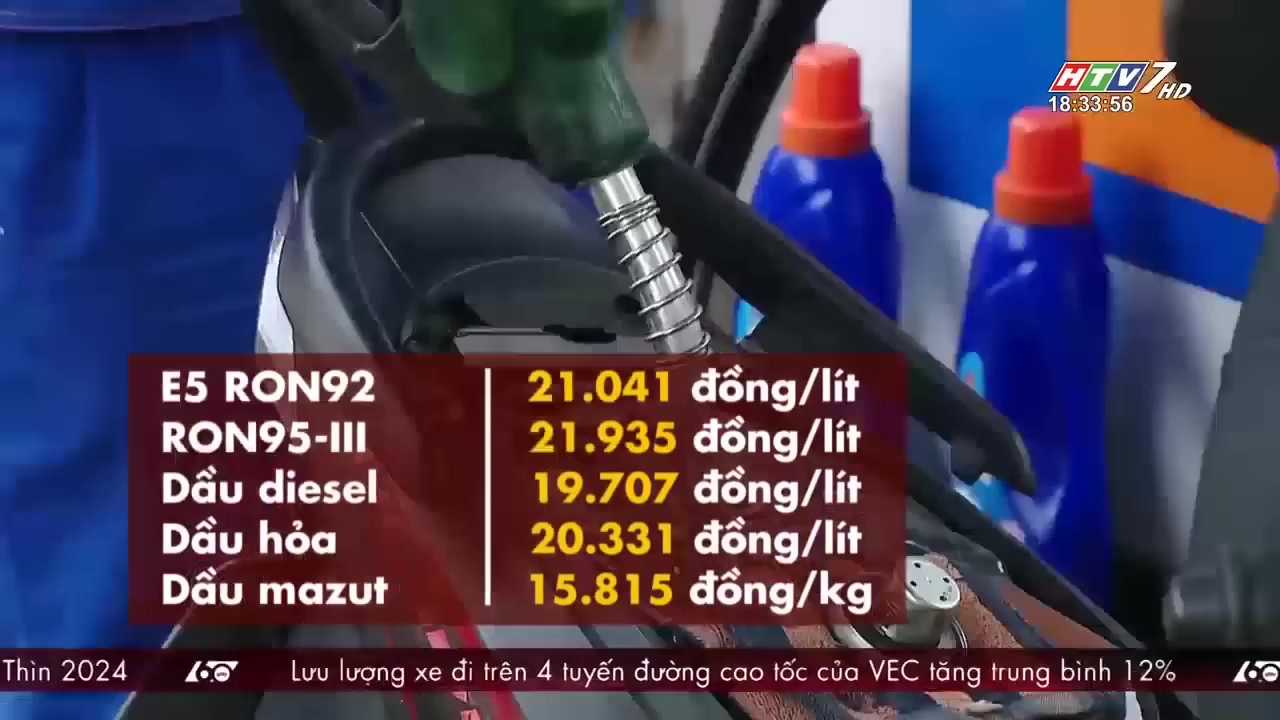 HTV7 HD
18:33:56
E5 RON92 21.041 đồng/lít
RON95-III 21.935 đồng/lít
Dầu diesel 19.707 đồng/lít
Dầu hỏa 20.331 đồng/lít
Dầu mazut 15.815 đồng/kg
Thìn 2024 60 Lưu lượng xe đi trên 4 tuyến đường cao tốc của VEC tăng trung bình 12% 60